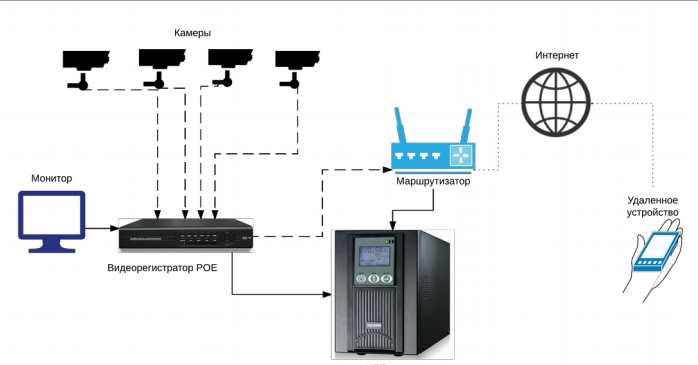 Камеры
Интернет
Маршрутизатор
Монитор
Удаленное
устройство
Видеорегистратор POE